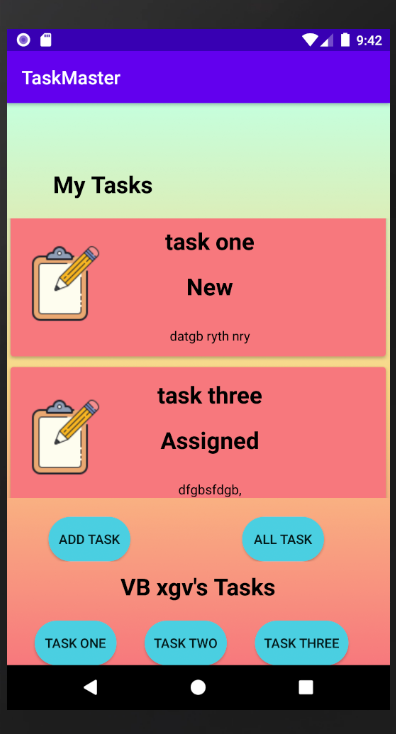 9:42
TaskMaster
My Tasks
task one
New
datgb ryth nry
task three
Assigned
dfgbsfdgb,
ADD TASK ALL TASK
VB xgv's Tasks
TASK ONE TASK TWO TASK THREE